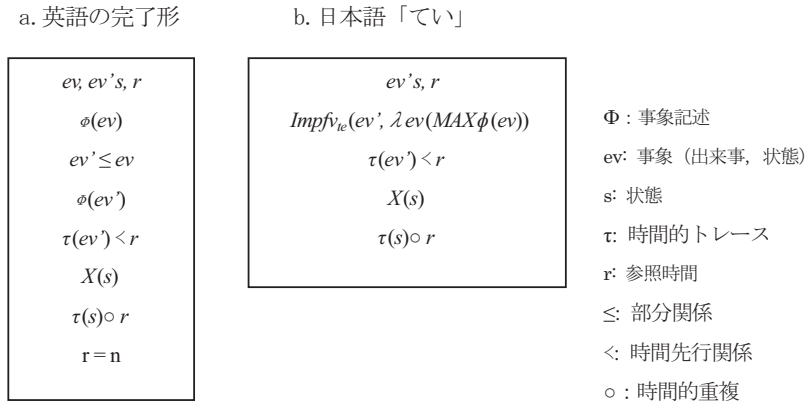 a. 英語の完了形
ev, ev's, r
Φ(ev)
ev' ≤ ev
Φ(ev')
τ(ev') < r
X(s)
τ(s)○ r
r = n
b. 日本語「てい」
ev's, r
Impfv_te(ev', λev(MAXϕ(ev))
τ(ev') < r
X(s)
τ(s)○ r
Φ：事象記述
ev: 事象（出来事，状態）
s: 状態
τ: 時間的トレース
r: 参照時間
≤: 部分関係
<: 時間先行関係
○：時間的重複